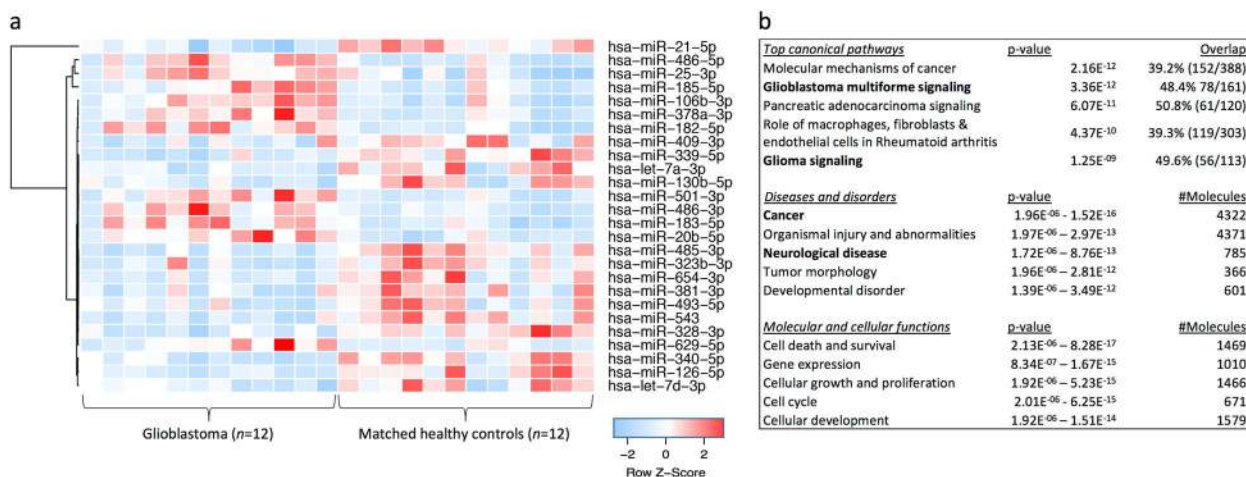 a
hsa-miR-21-5p
hsa-miR-486-5p
hsa-miR-25-3p
hsa-miR-185-5p
hsa-miR-106b-3p
hsa-miR-378a-3p
hsa-miR-182-5p
hsa-miR-409-3p
hsa-miR-339-5p
hsa-let-7a-3p
hsa-miR-130b-5p
hsa-miR-501-3p
hsa-miR-486-3p
hsa-miR-183-5p
hsa-miR-20b-5p
hsa-miR-485-3p
hsa-miR-323b-3p
hsa-miR-654-3p
hsa-miR-381-3p
hsa-miR-493-5p
hsa-miR-543
hsa-miR-328-3p
hsa-miR-629-5p
hsa-miR-340-5p
hsa-miR-126-5p
hsa-let-7d-3p
Glioblastoma (n=12) Matched healthy controls (n=12)
−2 0 2
Row Z-Score
b
Top canonical pathways p-value Overlap
Molecular mechanisms of cancer 2.16E-12 39.2% (152/388)
Glioblastoma multiforme signaling 3.36E-12 48.4% 78/161)
Pancreatic adenocarcinoma signaling 6.07E-11 50.8% (61/120)
Role of macrophages, fibroblasts &
endothelial cells in Rheumatoid arthritis 4.37E-10 39.3% (119/303)
Glioma signaling 1.25E-09 49.6% (56/113)
Diseases and disorders p-value #Molecules
Cancer 1.96E-06 - 1.52E-16 4322
Organismal injury and abnormalities 1.97E-06 – 2.97E-13 4371
Neurological disease 1.72E-06 – 8.76E-13 785
Tumor morphology 1.96E-06 – 2.81E-12 366
Developmental disorder 1.39E-06 – 3.49E-12 601
Molecular and cellular functions p-value #Molecules
Cell death and survival 2.13E-06 – 8.28E-17 1469
Gene expression 8.34E-07 – 1.67E-15 1010
Cellular growth and proliferation 1.92E-06 – 5.23E-15 1466
Cell cycle 2.01E-06 - 6.25E-15 671
Cellular development 1.92E-06 – 1.51E-14 1579